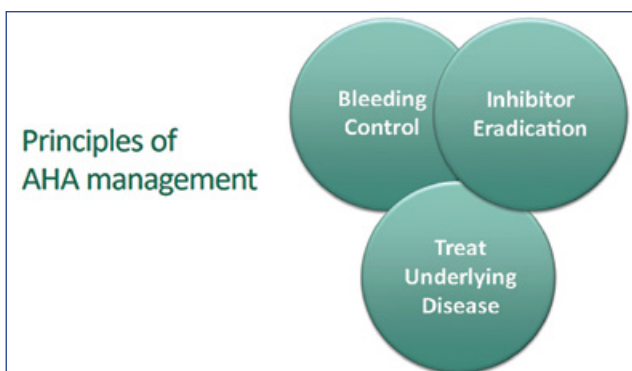 Principles of
AHA management
Bleeding
Control
Inhibitor
Eradication
Treat
Underlying
Disease